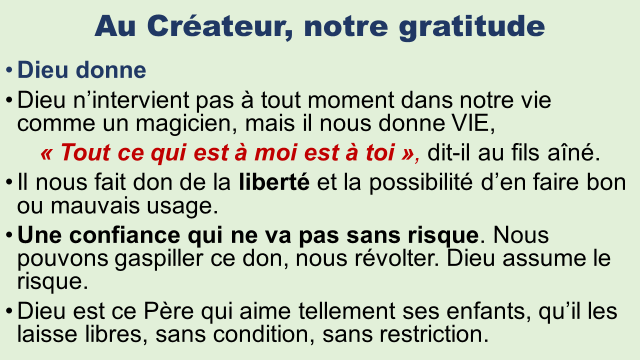 Au Créateur, notre gratitude
• Dieu donne
• Dieu n’intervient pas à tout moment dans notre vie
comme un magicien, mais il nous donne VIE,
« Tout ce qui est à moi est à toi », dit-il au fils aîné.
• Il nous fait don de la liberté et la possibilité d’en faire bon
ou mauvais usage.
• Une confiance qui ne va pas sans risque. Nous
pouvons gaspiller ce don, nous révolter. Dieu assume le
risque.
• Dieu est ce Père qui aime tellement ses enfants, qu’il les
laisse libres, sans condition, sans restriction.